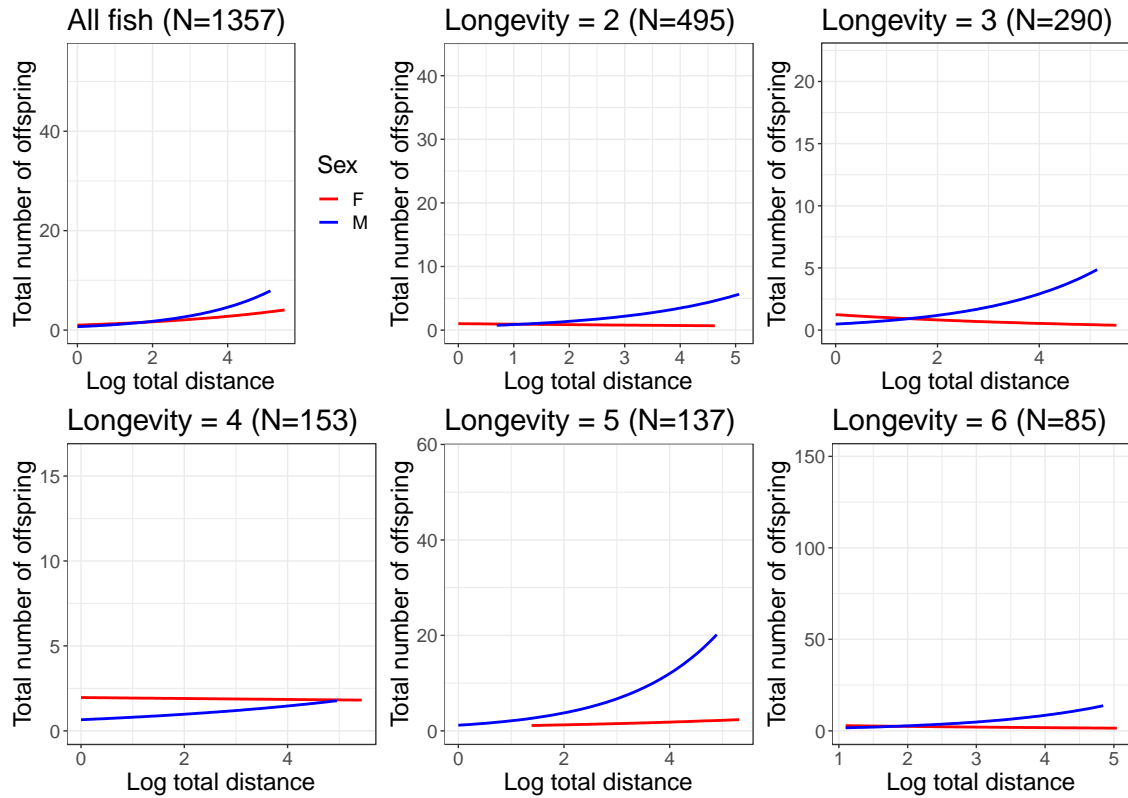 All fish (N=1357)
Total number of offspring
40
20
0
0 2 4
Log total distance
Sex
F
M
Longevity = 2 (N=495)
Total number of offspring
40
30
20
10
0
0 1 2 3 4 5
Log total distance
Longevity = 3 (N=290)
Total number of offspring
20
15
10
5
0
0 2 4
Log total distance
Longevity = 4 (N=153)
Total number of offspring
15
10
5
0
0 2 4
Log total distance
Longevity = 5 (N=137)
Total number of offspring
60
40
20
0
0 2 4
Log total distance
Longevity = 6 (N=85)
Total number of offspring
150
100
50
0
1 2 3 4 5
Log total distance